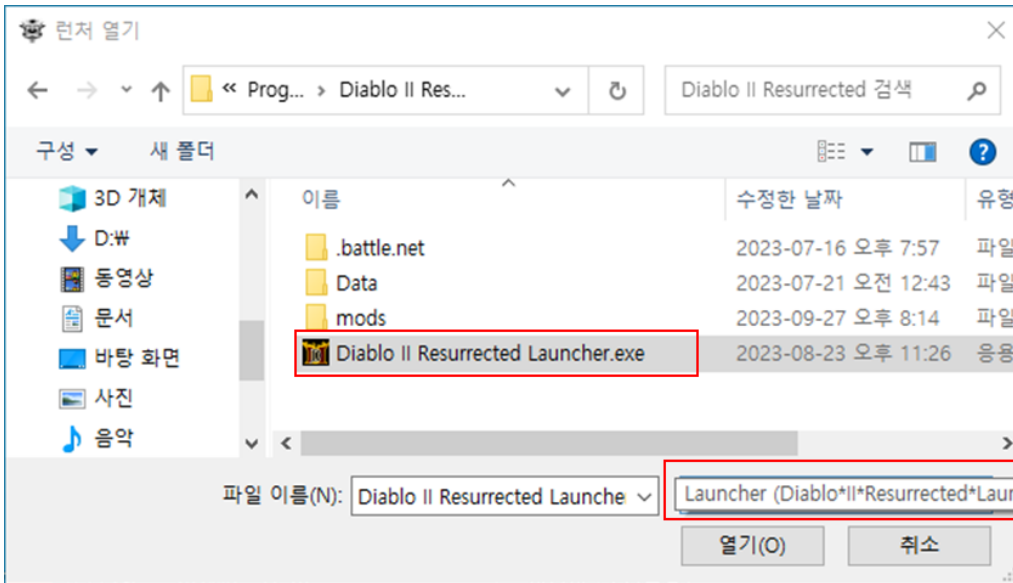 런처 열기
« Prog... › Diablo II Res...
Diablo II Resurrected 검색
구성 새 폴더
이름 수정한 날짜 유형
3D 개체
D:₩
동영상
문서
바탕 화면
사진
음악
.battle.net 2023-07-16 오후 7:57 파일
Data 2023-07-21 오전 12:43 파일
mods 2023-09-27 오후 8:14 파일
Diablo II Resurrected Launcher.exe 2023-08-23 오후 11:26 응용
파일 이름(N): Diablo II Resurrected Launche Launcher (Diablo*II*Resurrected*Laun
열기(O) 취소